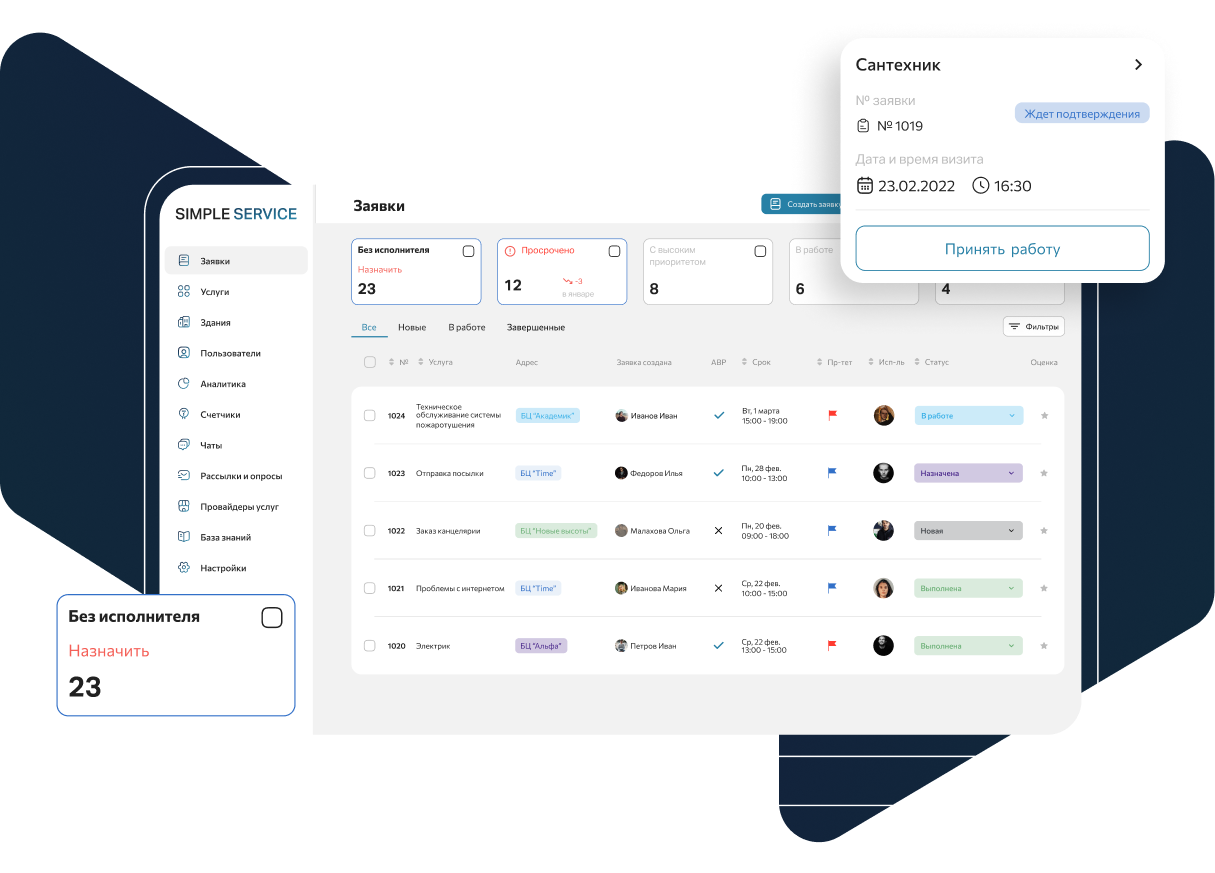 Сантехник
№ заявки
№ 1019
Ждет подтверждения
Дата и время визита
23.02.2022
16:30
Принять работу
SIMPLE SERVICE
Заявки
Услуги
Здания
Пользователи
Аналитика
Счетчики
Чаты
Рассылки и опросы
Провайдеры услуг
База знаний
Настройки
Без исполнителя
Назначить
23
Заявки
Создать заявку
Без исполнителя
Назначить
23
Просрочено
12
-3
в январе
С высоким
приоритетом
8
В работе
6
4
Все Новые В работе Завершенные
Фильтры
№ Услуга Адрес Заявка создана АВР Срок Пр-тет Исп-ль Статус Оценка
1024
Техническое
обслуживание системы
пожаротушения
БЦ "Академик"
Иванов Иван
Вт, 1 марта
15:00 - 19:00
В работе
1023
Отправка посылки
БЦ "Time"
Федоров Илья
Пн, 28 фев.
10:00 - 13:00
Назначена
1022
Заказ канцелярии
БЦ "Новые высоты"
Малахова Ольга
Пн, 20 фев.
09:00 - 18:00
Новая
1021
Проблемы с интернетом
БЦ "Time"
Иванова Мария
Ср, 22 фев.
10:00 - 15:00
Выполнена
1020
Электрик
БЦ "Альфа"
Петров Иван
Ср, 22 фев.
13:00 - 15:00
Выполнена